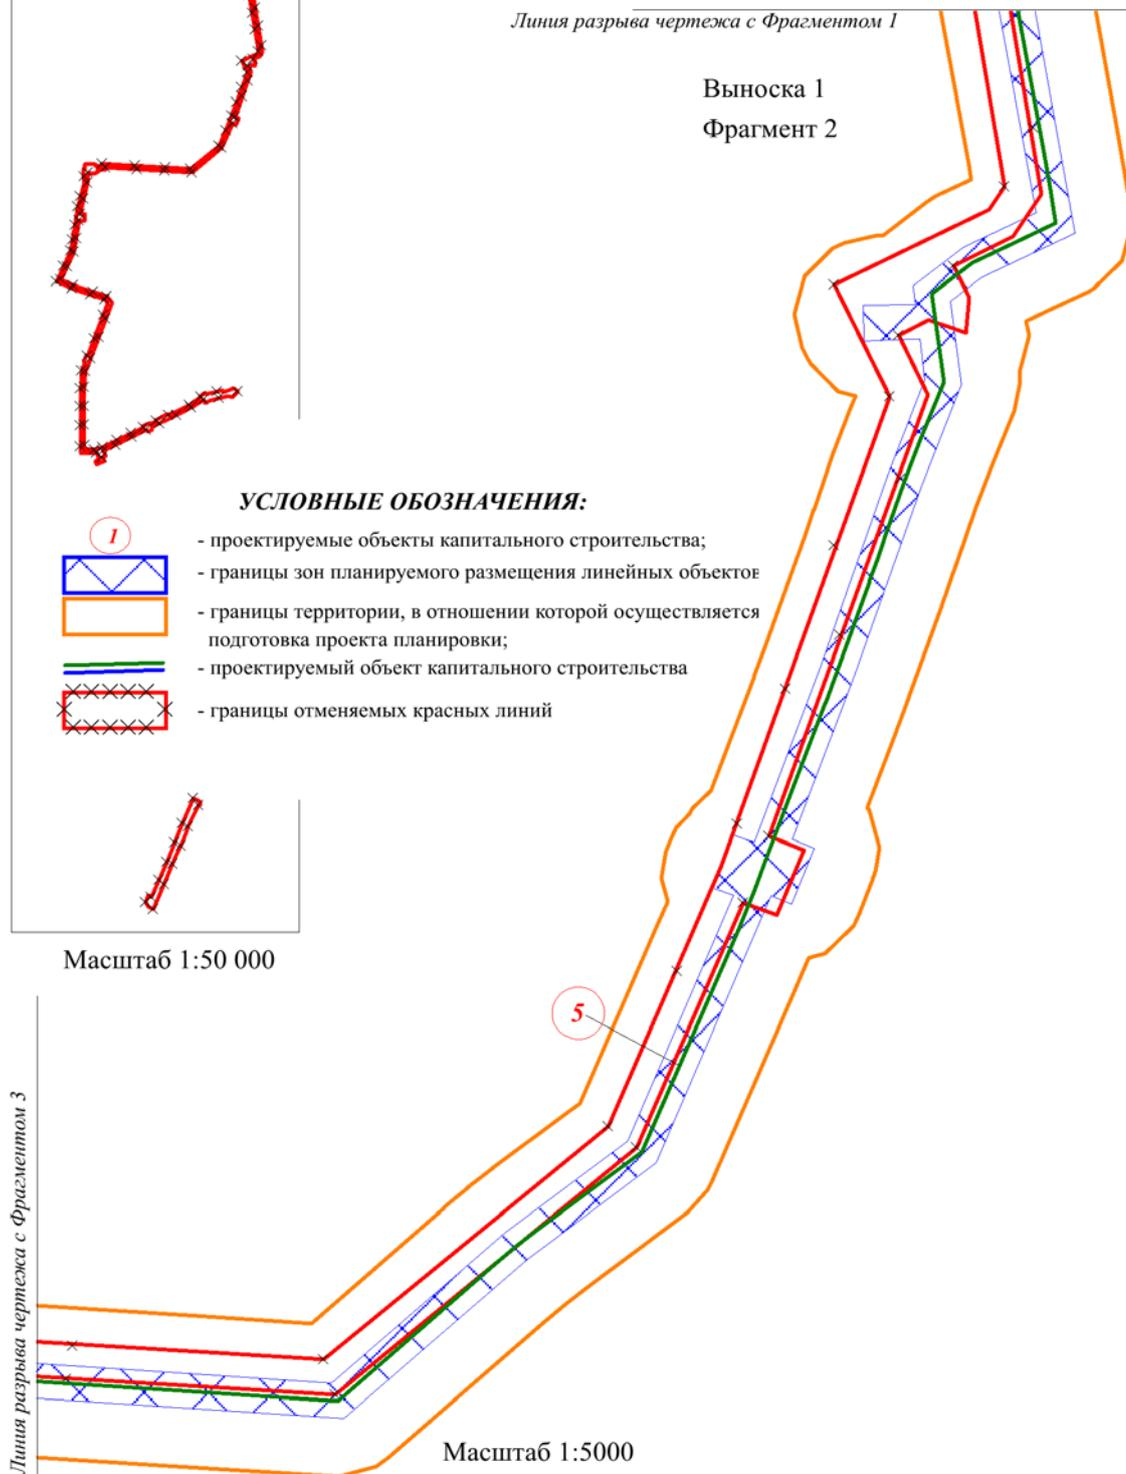 Линия разрыва чертежа с Фрагментом 1
Выноска 1
Фрагмент 2
УСЛОВНЫЕ ОБОЗНАЧЕНИЯ:
1
- проектируемые объекты капитального строительства;
- границы зон планируемого размещения линейных объектов
- границы территории, в отношении которой осуществляется
подготовка проекта планировки;
- проектируемый объект капитального строительства
- границы отменяемых красных линий
Масштаб 1:50 000
5
Линия разрыва чертежа с Фрагментом 3
Масштаб 1:5000